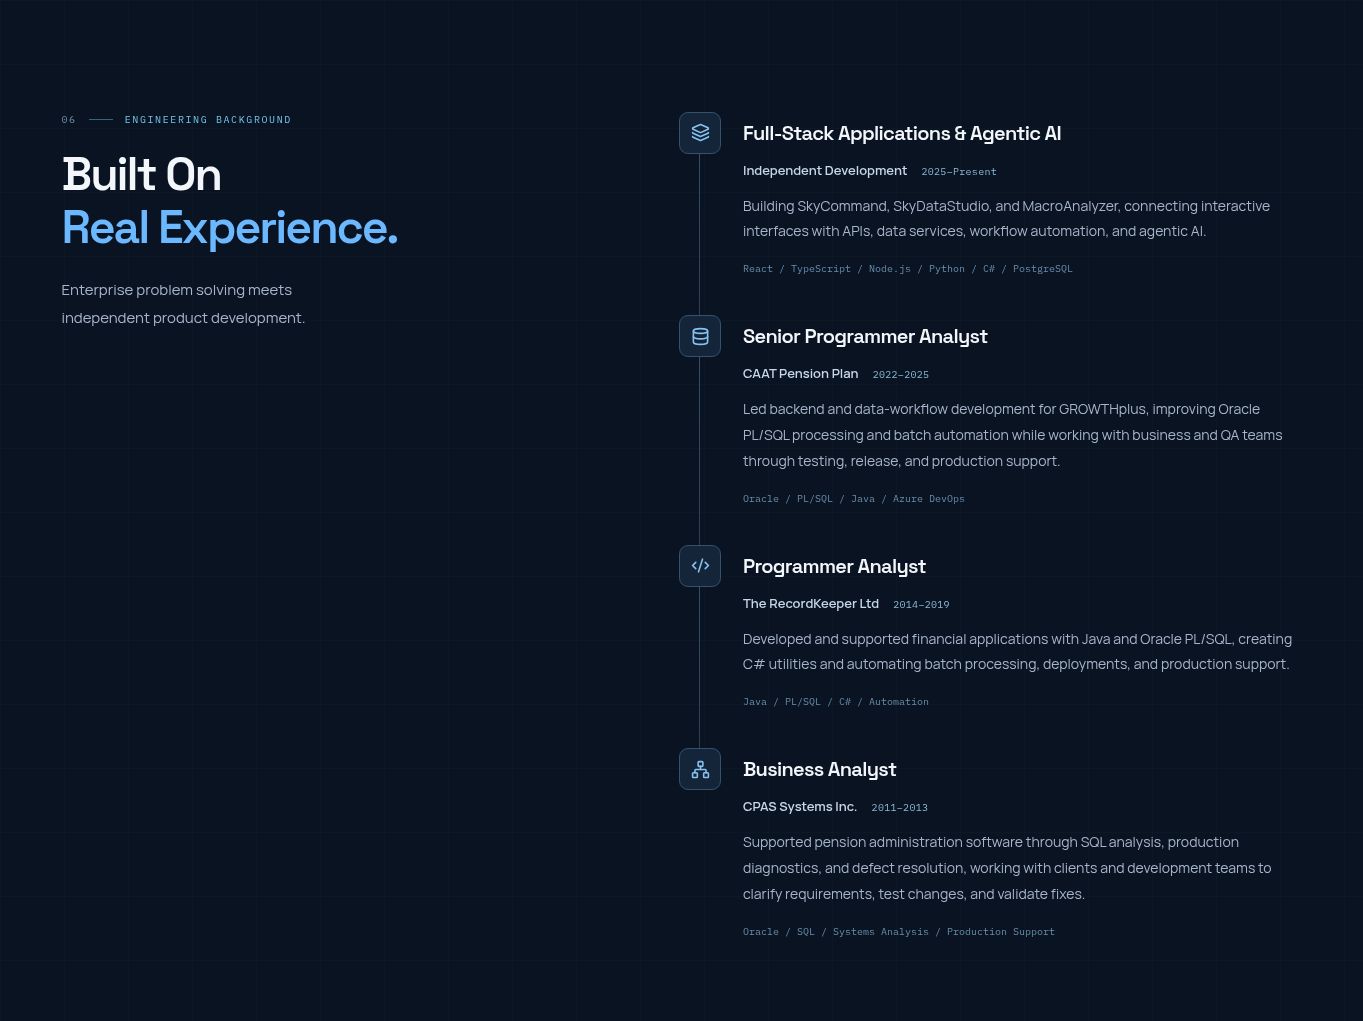 06 ENGINEERING BACKGROUND
Built On
Real Experience.
Enterprise problem solving meets
independent product development.
Full-Stack Applications & Agentic AI
Independent Development 2025–Present
Building SkyCommand, SkyDataStudio, and MacroAnalyzer, connecting interactive
interfaces with APIs, data services, workflow automation, and agentic AI.
React / TypeScript / Node.js / Python / C# / PostgreSQL
Senior Programmer Analyst
CAAT Pension Plan 2022–2025
Led backend and data-workflow development for GROWTHplus, improving Oracle
PL/SQL processing and batch automation while working with business and QA teams
through testing, release, and production support.
Oracle / PL/SQL / Java / Azure DevOps
Programmer Analyst
The RecordKeeper Ltd 2014–2019
Developed and supported financial applications with Java and Oracle PL/SQL, creating
C# utilities and automating batch processing, deployments, and production support.
Java / PL/SQL / C# / Automation
Business Analyst
CPAS Systems Inc. 2011–2013
Supported pension administration software through SQL analysis, production
diagnostics, and defect resolution, working with clients and development teams to
clarify requirements, test changes, and validate fixes.
Oracle / SQL / Systems Analysis / Production Support